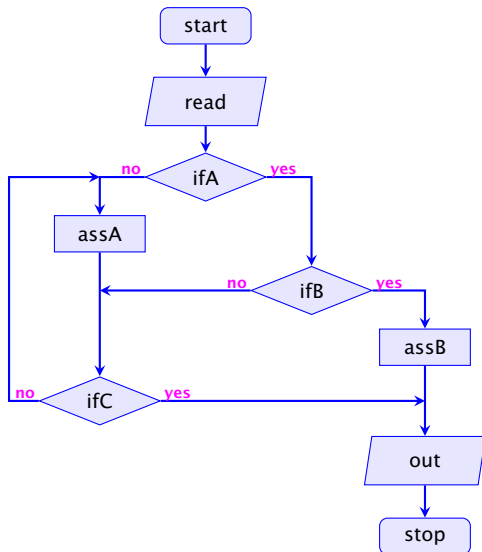 start
read
no
yes
ifA
assA
no
yes
ifB
assB
no
yes
ifC
out
stop